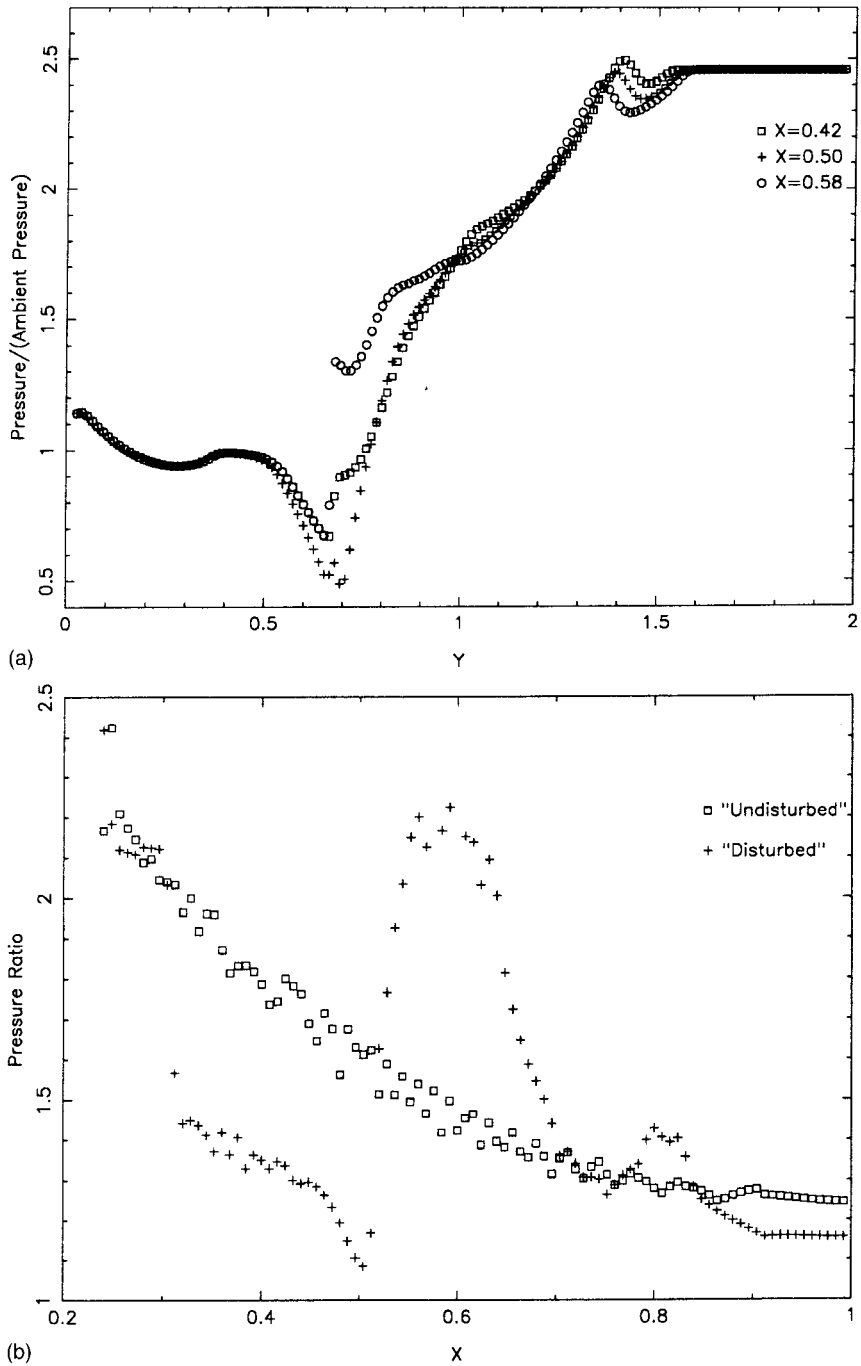 2.5
2
1.5
1
0.5
Pressure/(Ambient Pressure)
X=0.42
X=0.50
X=0.58
0 0.5 1 1.5 2
Y
(a)
2.5
2
1.5
1
Pressure Ratio
"Undisturbed"
"Disturbed"
0.2 0.4 0.6 0.8 1
X
(b)